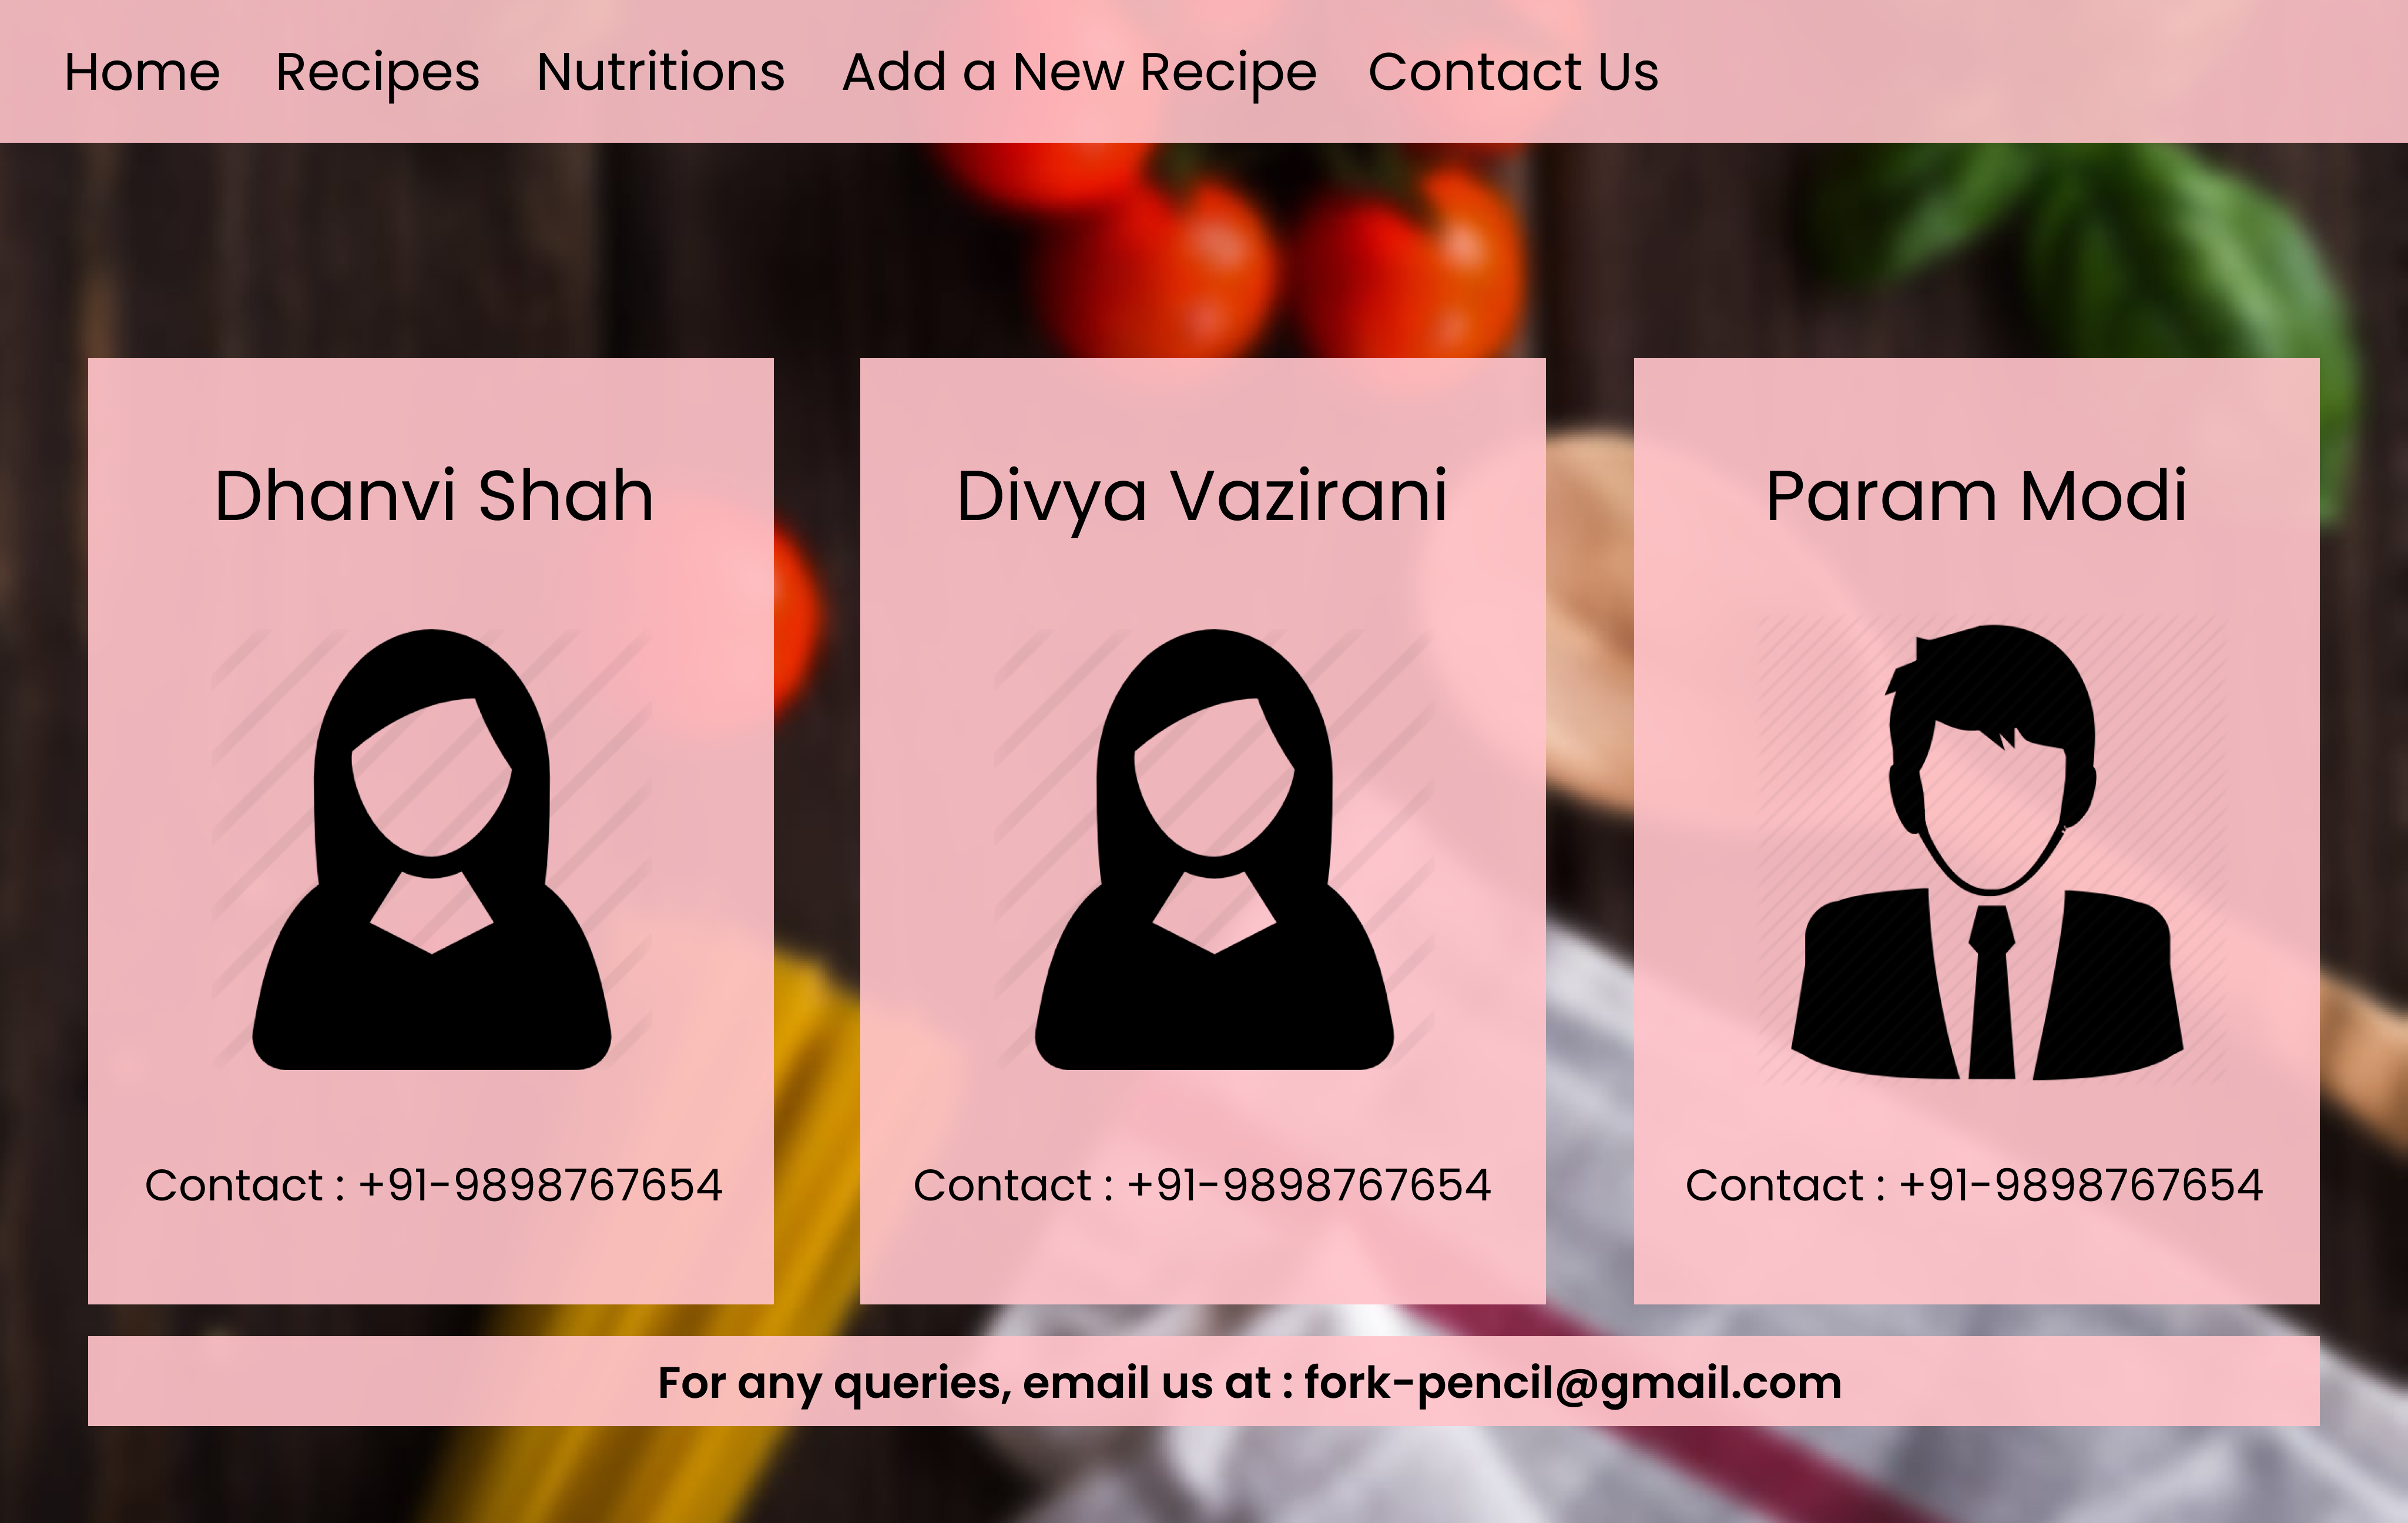 Home Recipes Nutritions Add a New Recipe Contact Us
Dhanvi Shah
Divya Vazirani
Param Modi
Contact : +91-9898767654
Contact : +91-9898767654
Contact : +91-9898767654
For any queries, email us at : fork-pencil@gmail.com